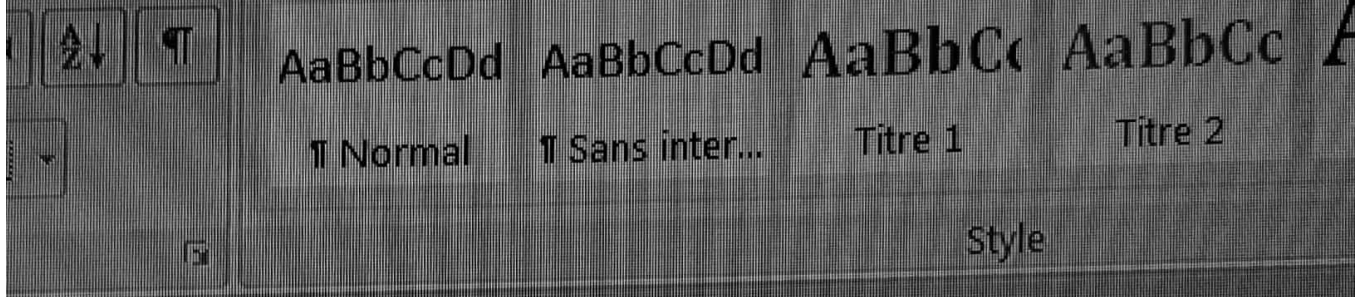 A
Z ¶
AaBbCcDd AaBbCcDd AaBbC AaBbCc A
¶ Normal ¶ Sans inter... Titre 1 Titre 2
Style